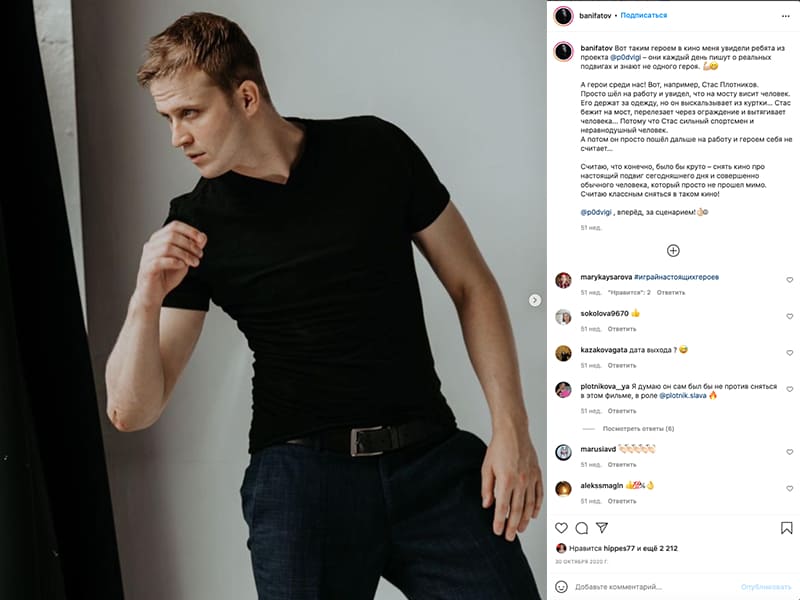 banifatov • Подписаться
banifatov Вот таким героем в кино меня увидели ребята из
проекта @p0dvigi – они каждый день пишут о реальных
подвигах и знают не одного героя. 💪🏻😊
А герои среди нас! Вот, например, Стас Плотников.
Просто шёл на работу и увидел, что на мосту висит человек.
Его держат за одежду, но он выскальзывает из куртки... Стас
бежит на мост, перелезает через ограждение и вытягивает
человека... Потому что Стас сильный спортсмен и
неравнодушный человек.
А потом он просто пошёл дальше на работу и героем себя не
считает...
Считаю, что конечно, было бы круто – снять кино про
настоящий подвиг сегодняшнего дня и совершенно
обычного человека, который просто не прошел мимо.
Считаю классным сняться в таком кино!
@p0dvigi , вперёд, за сценарием!👌🏻😉
51 нед.
marykaysarova #играйнастоящихгероев
51 нед. "Нравится": 2 Ответить
sokolova9670 👍
51 нед. Ответить
kazakovagata дата выхода ? 😅
51 нед. Ответить
plotnikova__ya Я думаю он сам был бы не против сняться
в этом фильме, в роле @plotnik.slava 🔥
51 нед. Ответить
Посмотреть ответы (6)
marusiavd 👏🏻👏🏻👏🏻👏🏻
51 нед. Ответить
alekssmagin 👍💯👌
51 нед. Ответить
Нравится hippes77 и ещё 2 212
30 ОКТЯБРЯ 2020 Г.
Добавьте комментарий...
Опубликовать